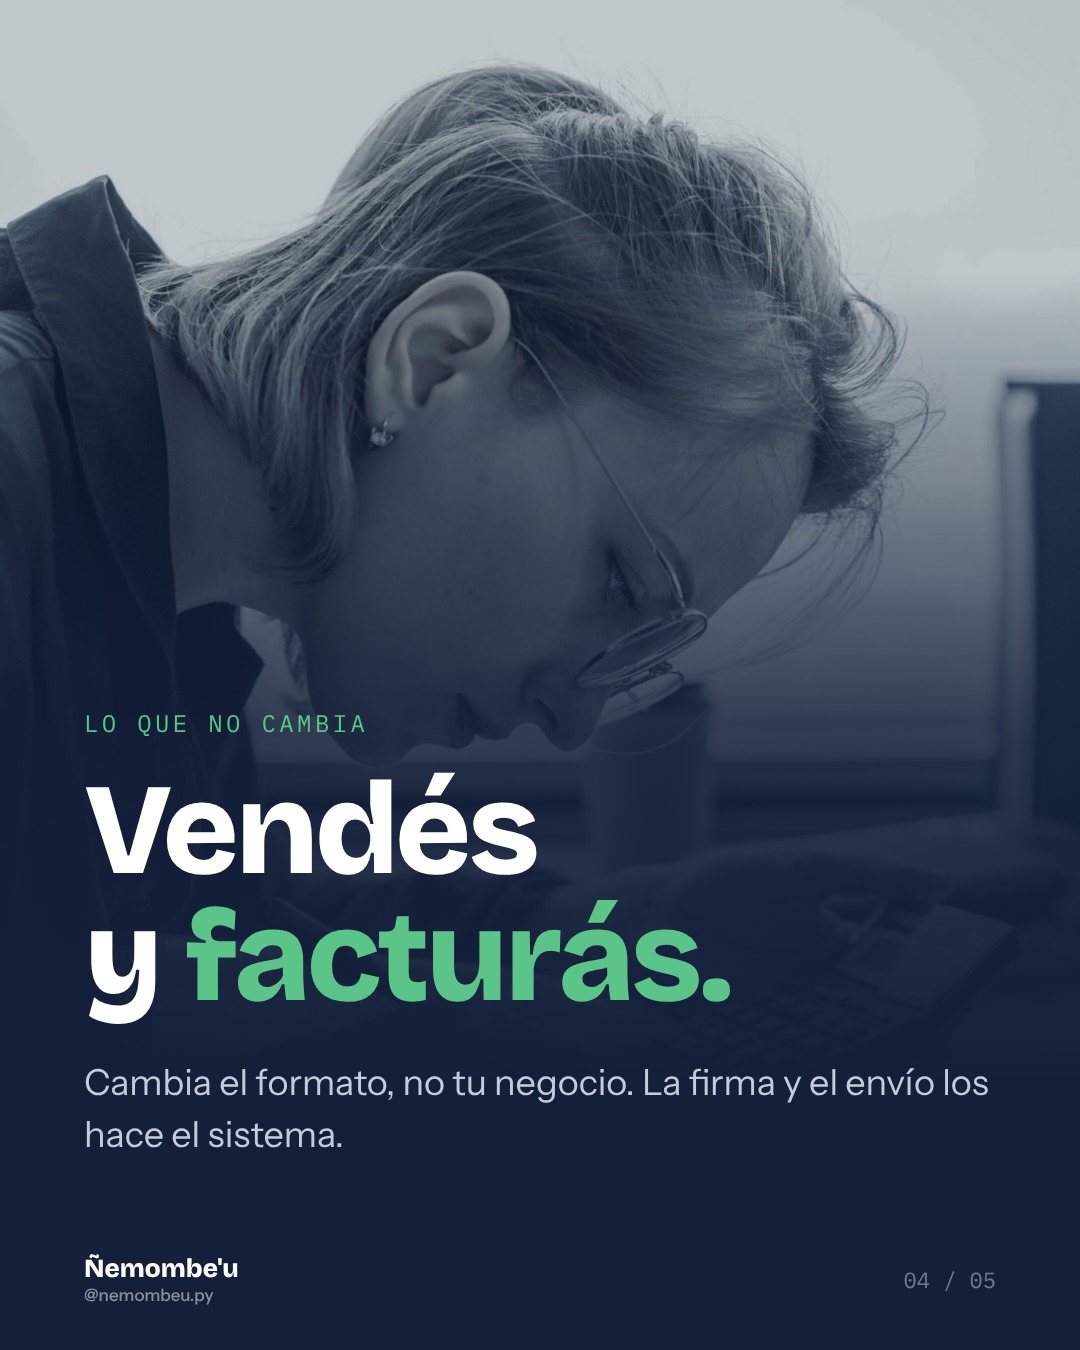 LO QUE NO CAMBIA
Vendés
y facturás.
Cambia el formato, no tu negocio. La firma y el envío los
hace el sistema.
Ñemombe'u
@nemombeu.py
04 / 05